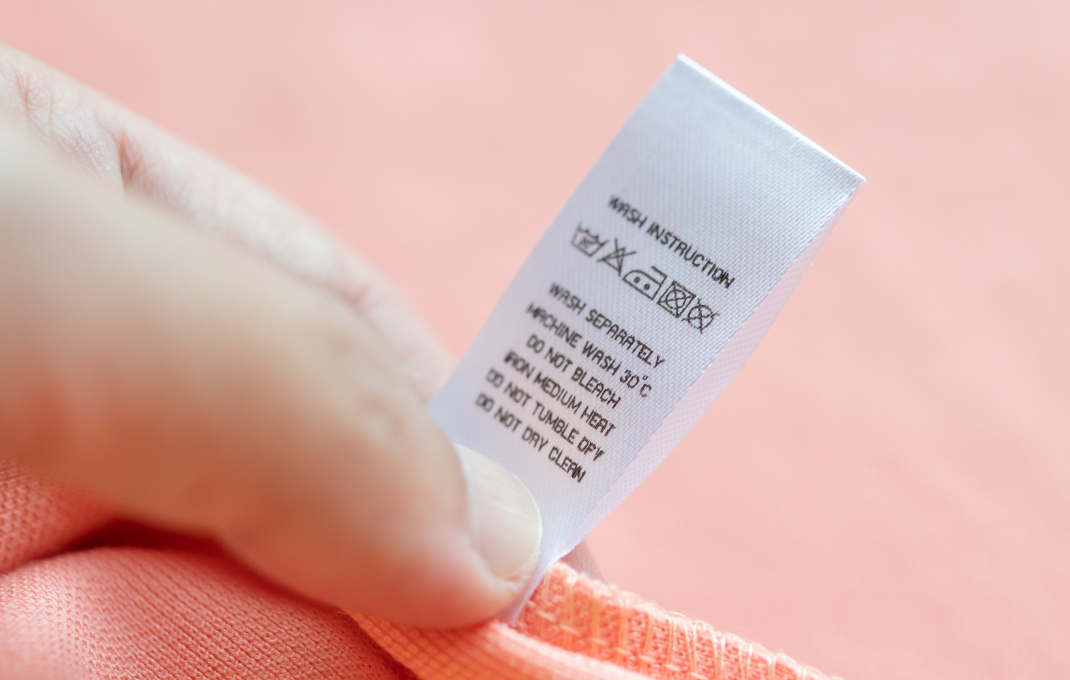 WASH INSTRUCTION
WASH SEPARATELY
MACHINE WASH 30°C
DO NOT BLEACH
IRON MEDIUM HEAT
DO NOT TUMBLE DRY
DO NOT DRY CLEAN